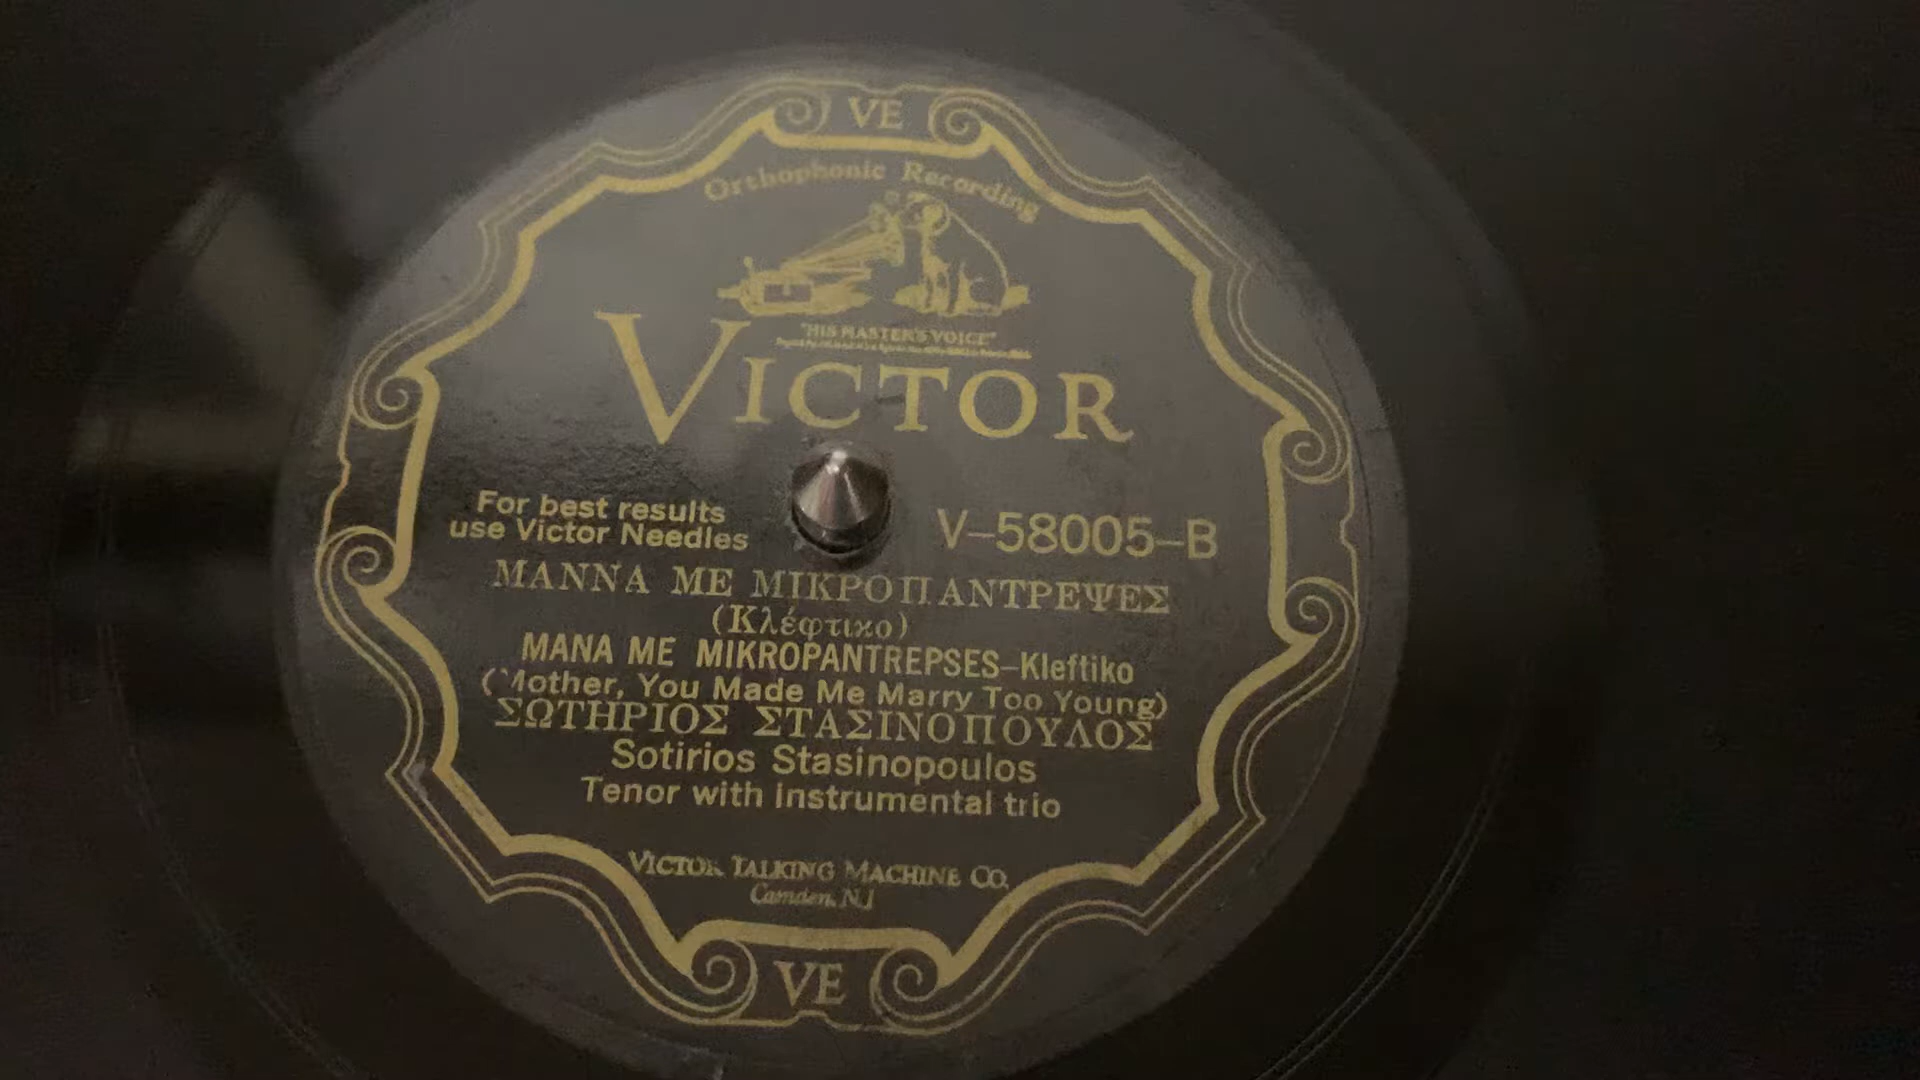 VE
Orthophonic Recording
"HIS MASTER'S VOICE"
VICTOR
For best results
use Victor Needles
V-58005-B
ΜΑΝΝΑ ΜΕ ΜΙΚΡΟΠΑΝΤΡΕΨΕΣ
(Κλέφτικο)
MANA ME MIKROPANTREPSES-Kleftiko
(Mother, You Made Me Marry Too Young)
ΣΩΤΗΡΙΟΣ ΣΤΑΣΙΝΟΠΟΥΛΟΣ
Sotirios Stasinopoulos
Tenor with instrumental trio
VICTOR TALKING MACHINE CO.
Camden, N.J
VE